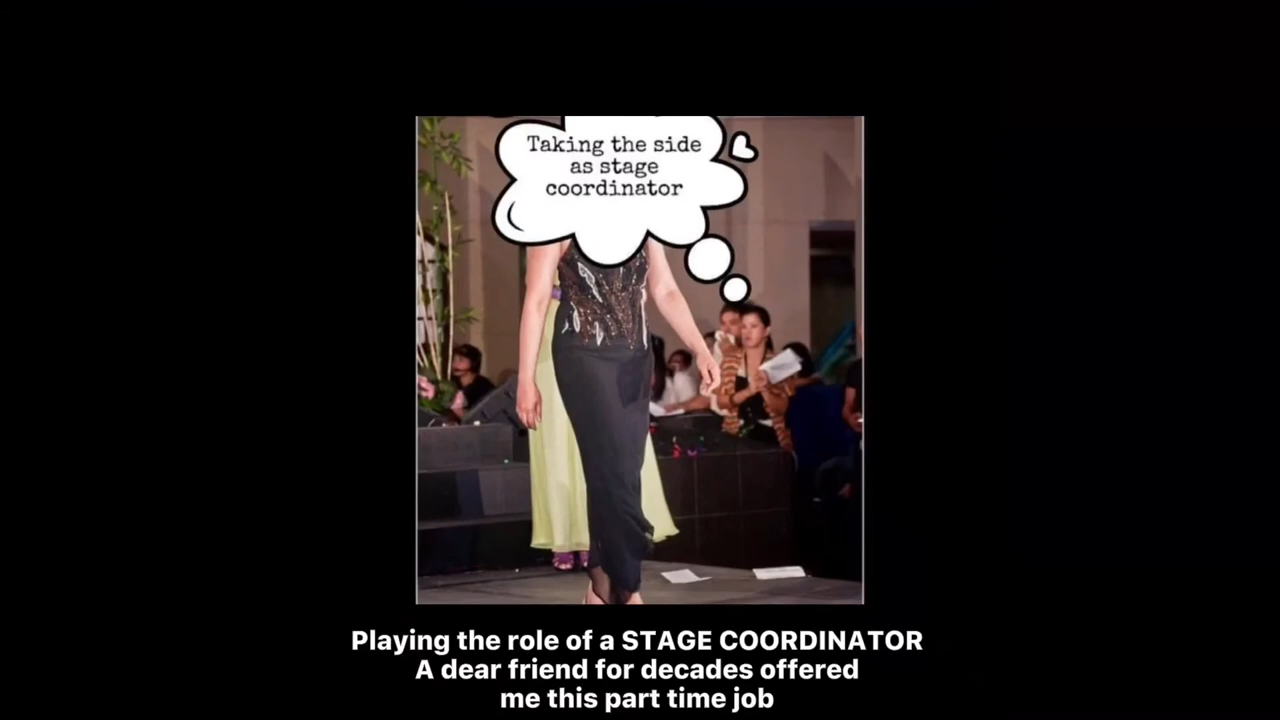 Taking the side
as stage
coordinator
Playing the role of a STAGE COORDINATOR
A dear friend for decades offered
me this part time job